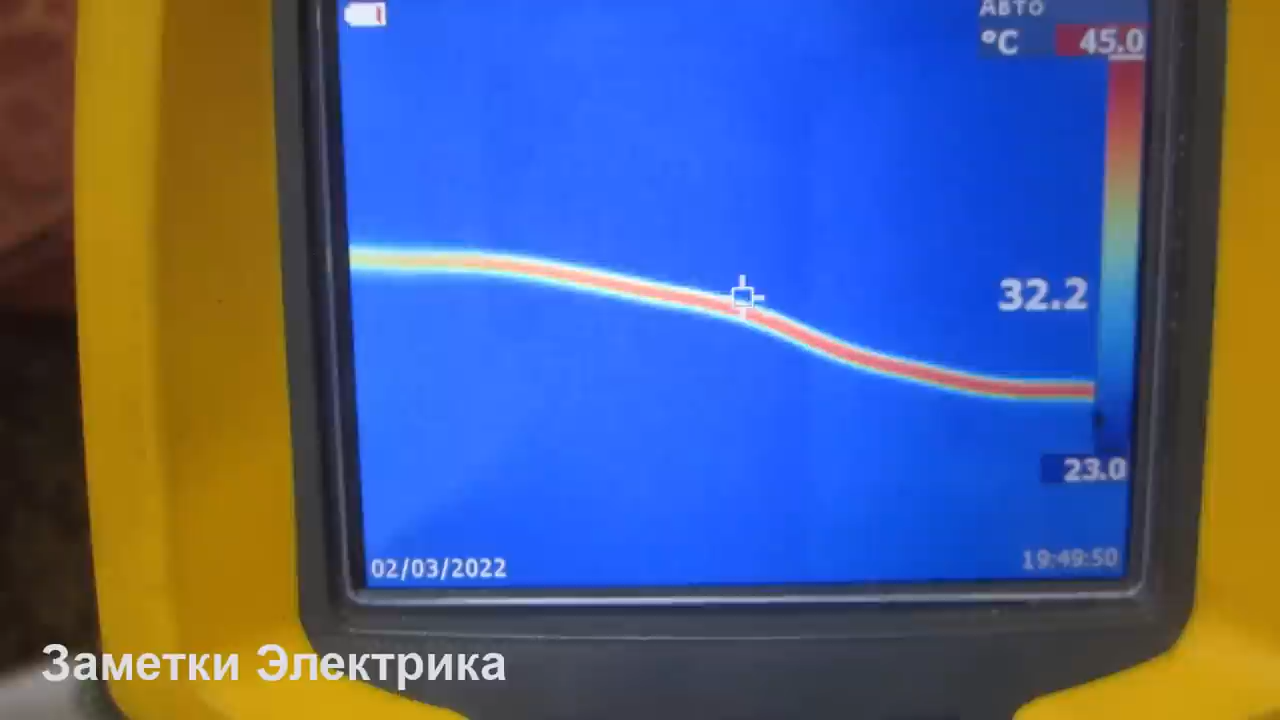 Авто
°C 45.0
32.2
23.0
02/03/2022 19:49:50
Заметки Электрика